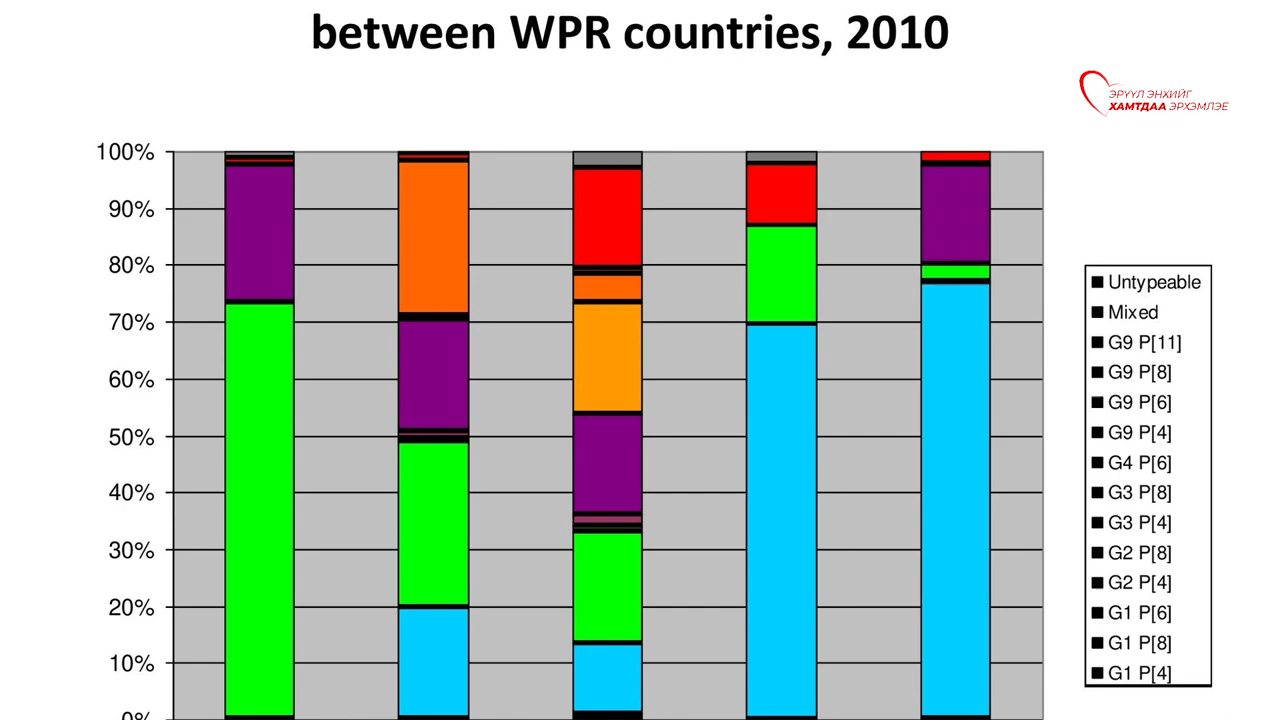 between WPR countries, 2010
ЭРҮҮЛ ЭНХИЙГ
ХАМТДАА ЭРХЭМЛЭЕ
100%
90%
80%
70%
60%
50%
40%
30%
20%
10%
0%
Untypeable
Mixed
G9 P[11]
G9 P[8]
G9 P[6]
G9 P[4]
G4 P[6]
G3 P[8]
G3 P[4]
G2 P[8]
G2 P[4]
G1 P[6]
G1 P[8]
G1 P[4]